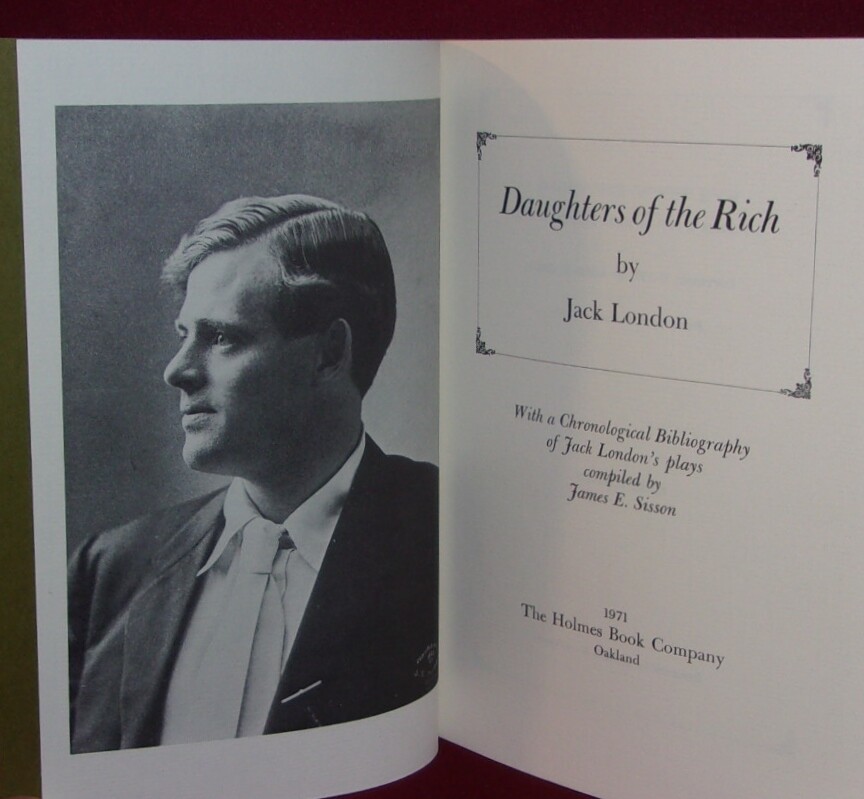 Daughters of the Rich
by
Jack London
With a Chronological Bibliography
of Jack London's plays
compiled by
James E. Sisson
1971
The Holmes Book Company
Oakland